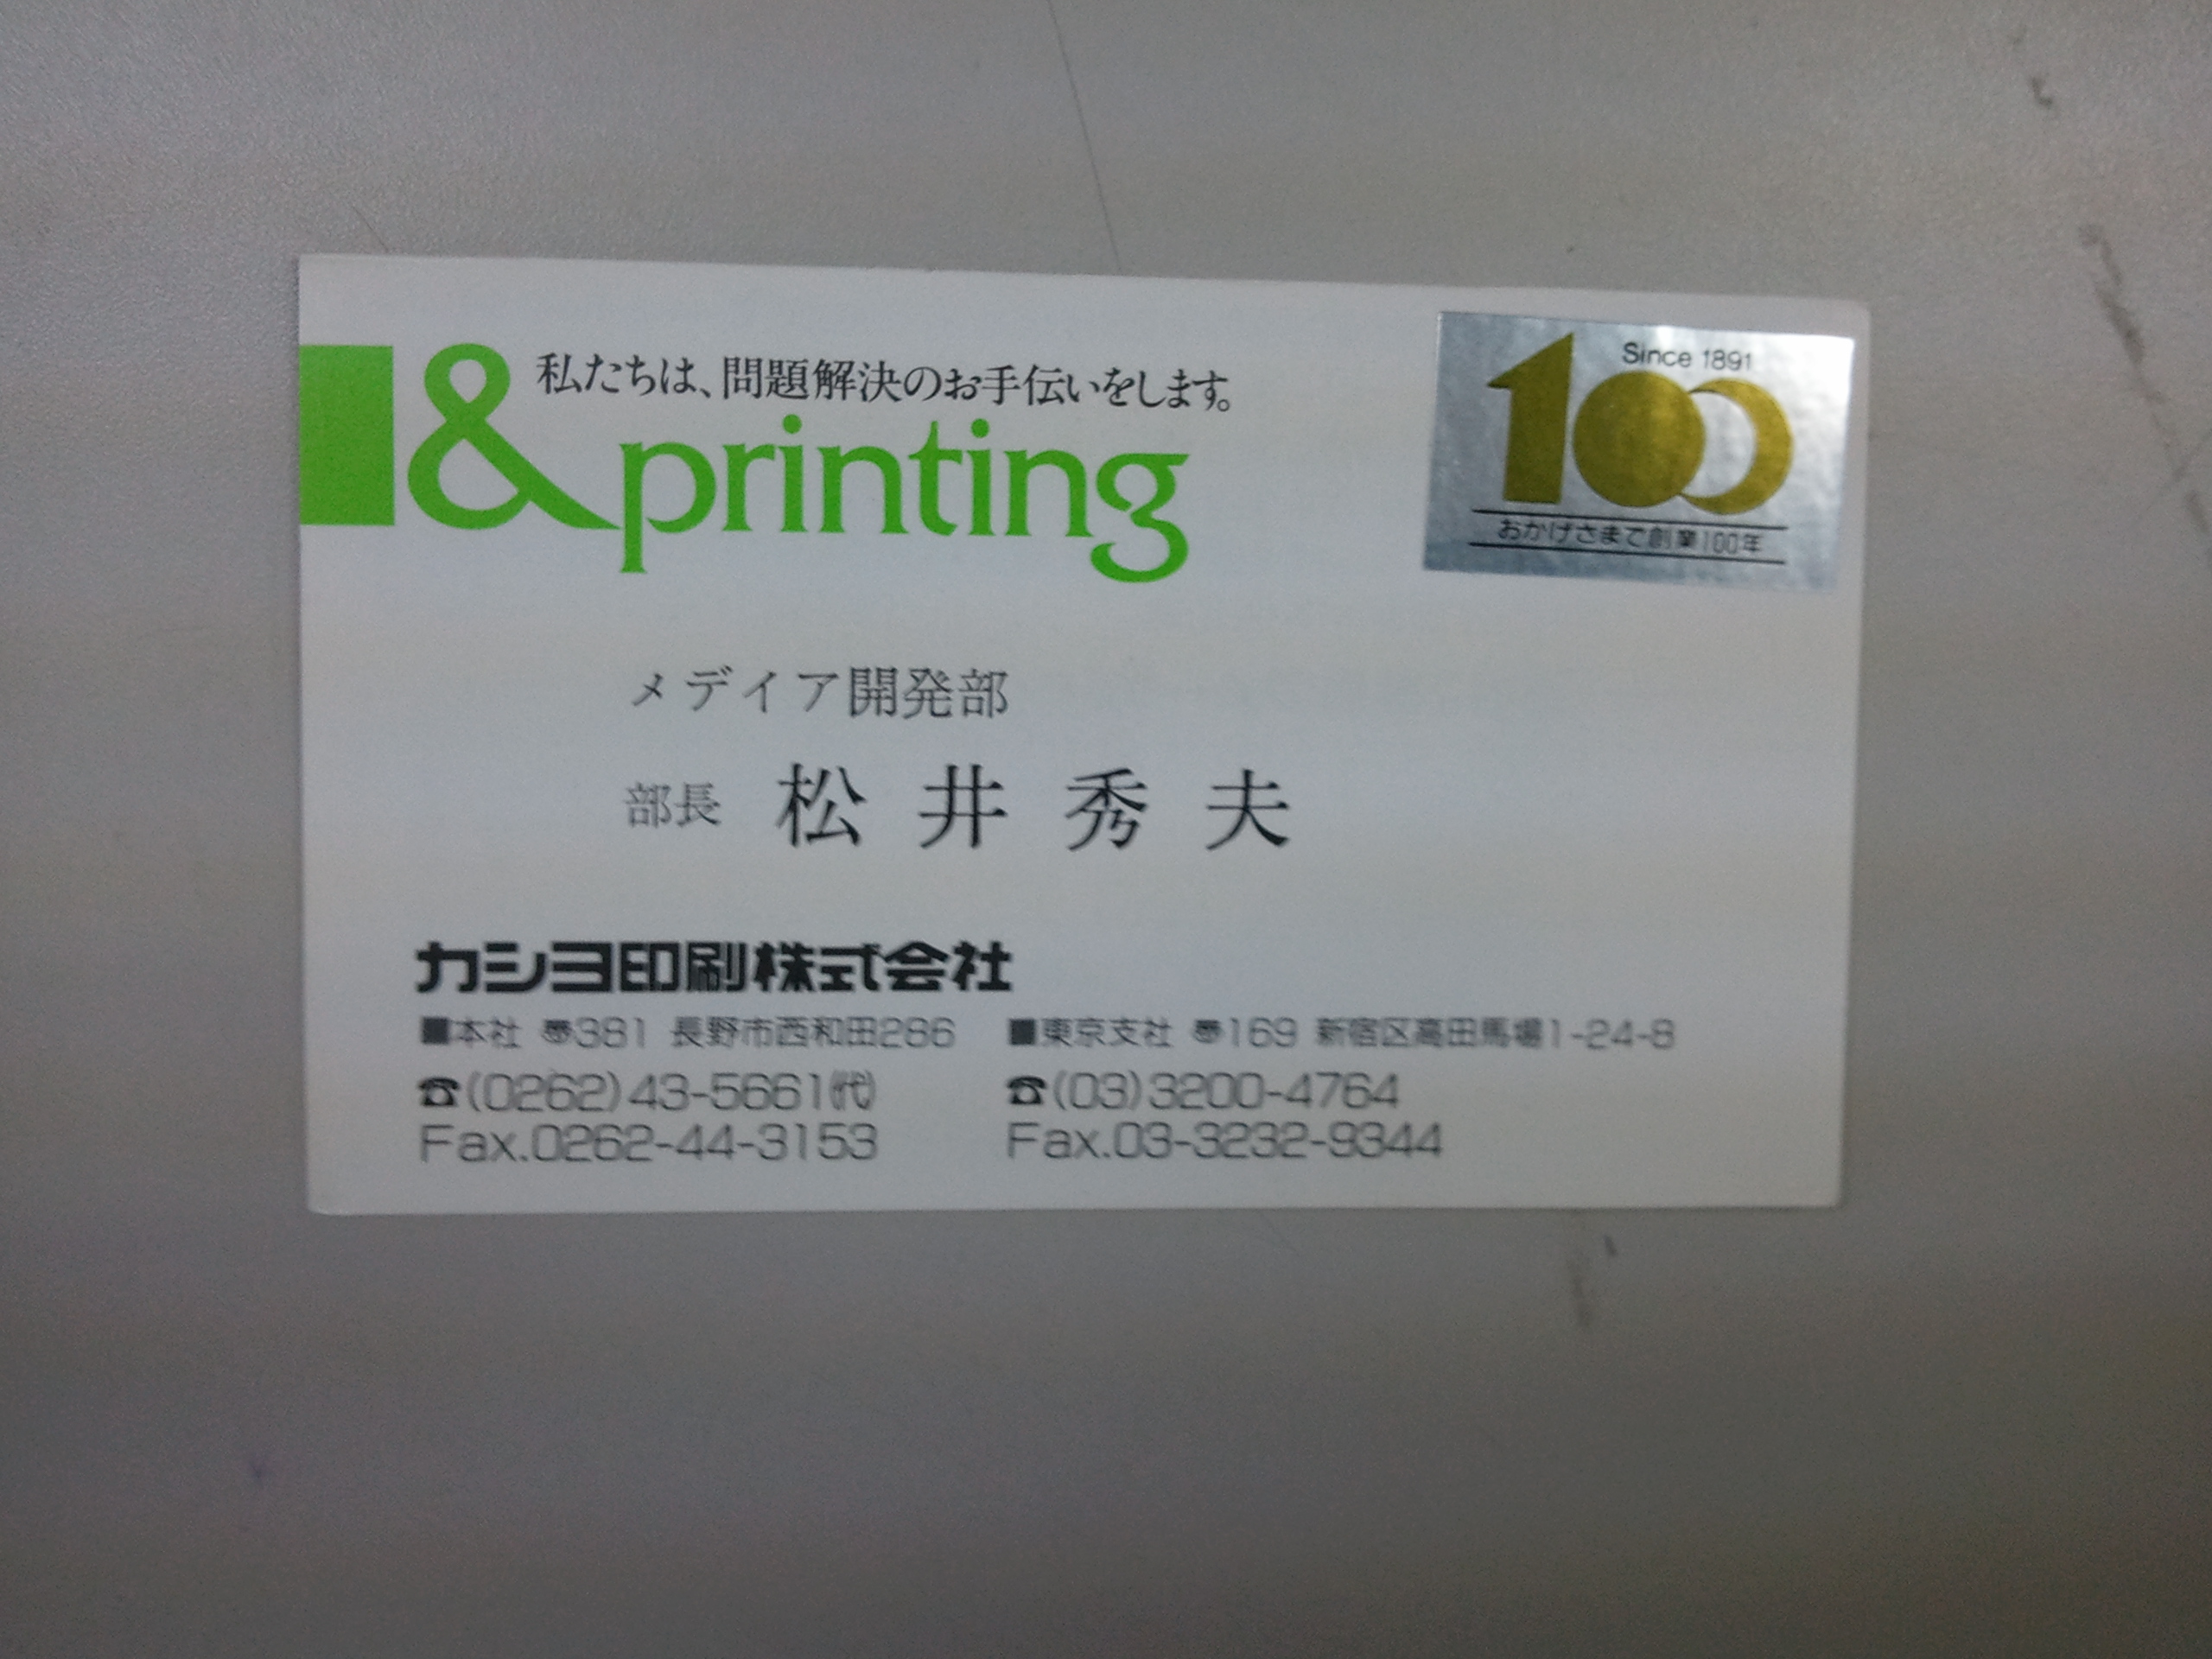 私たちは、問題解決のお手伝いをします。
&printing
Since 1891
100
おかげさまで創業100年
メディア開発部
部長 松井秀夫
カシヨ印刷株式会社
■本社 〠381 長野市西和田286
☎(0262)43-5661㈹
Fax.0262-44-3153
■東京支社 〠169 新宿区高田馬場1-24-8
☎(03)3200-4764
Fax.03-3232-9344